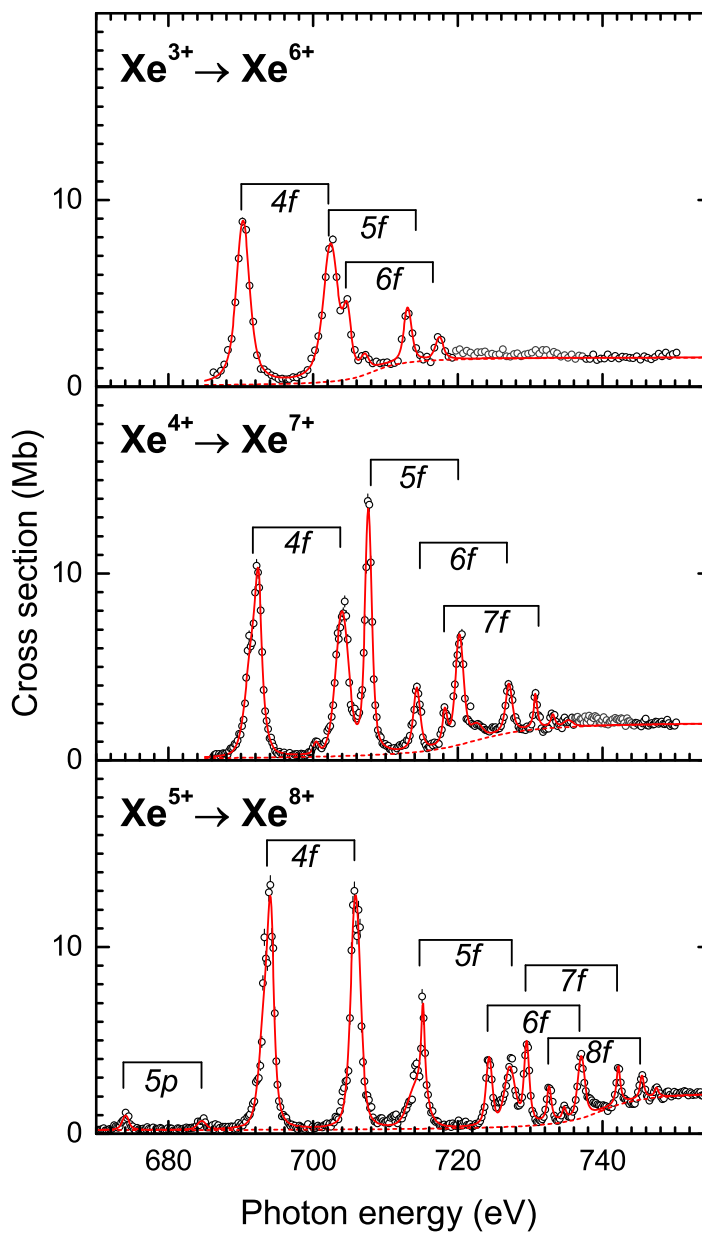 Xe3+ → Xe6+
4f
5f
6f
10
0
Xe4+ → Xe7+
5f
4f
6f
7f
10
0
Cross section (Mb)
Xe5+ → Xe8+
4f
5f
7f
6f
8f
5p
10
0
680 700 720 740
Photon energy (eV)